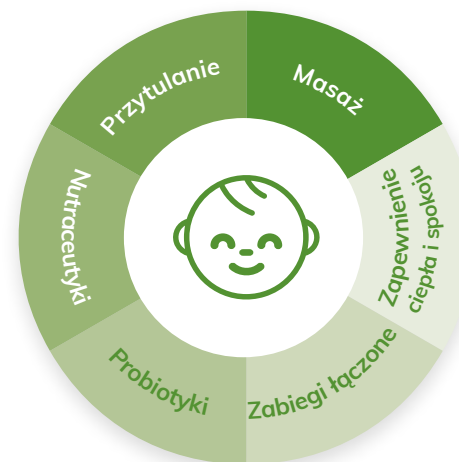 Przytulanie
Masaż
Zapewnienie
ciepła i spokoju
Zabiegi łączone
Probiotyki
Nutraceutyki